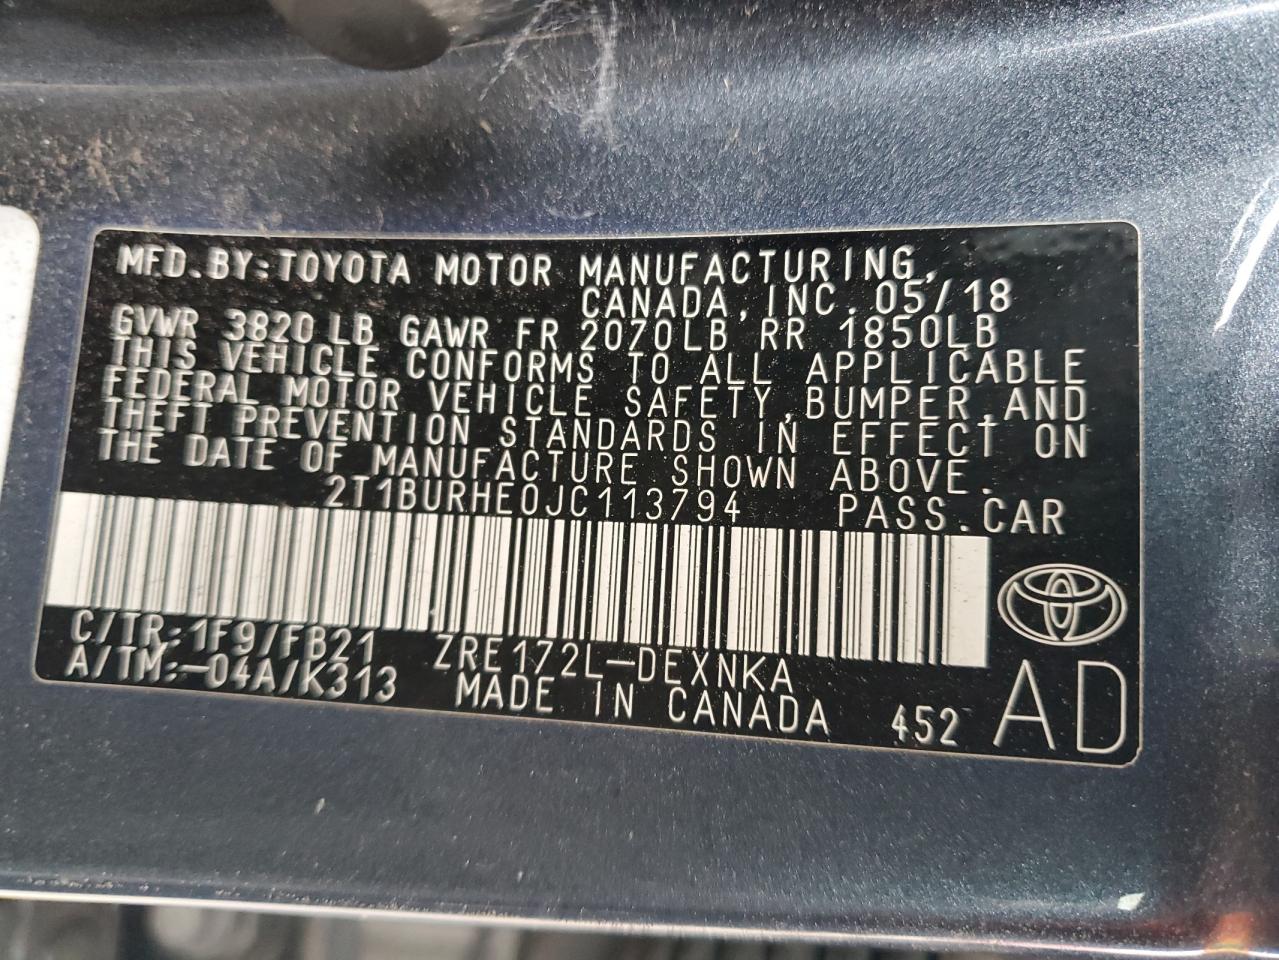 MFD.BY:TOYOTA MOTOR MANUFACTURING,
CANADA,INC. 05/18
GVWR 3820 LB GAWR FR 2070LB RR 1850LB
THIS VEHICLE CONFORMS TO ALL APPLICABLE
FEDERAL MOTOR VEHICLE SAFETY,BUMPER,AND
THEFT PREVENTION STANDARDS IN EFFECT ON
THE DATE OF MANUFACTURE SHOWN ABOVE.
2T1BURHE0JC113794 PASS.CAR
C/TR:1F9/FB21 ZRE172L-DEXNKA
A/TM:-04A/K313 MADE IN CANADA 452 AD